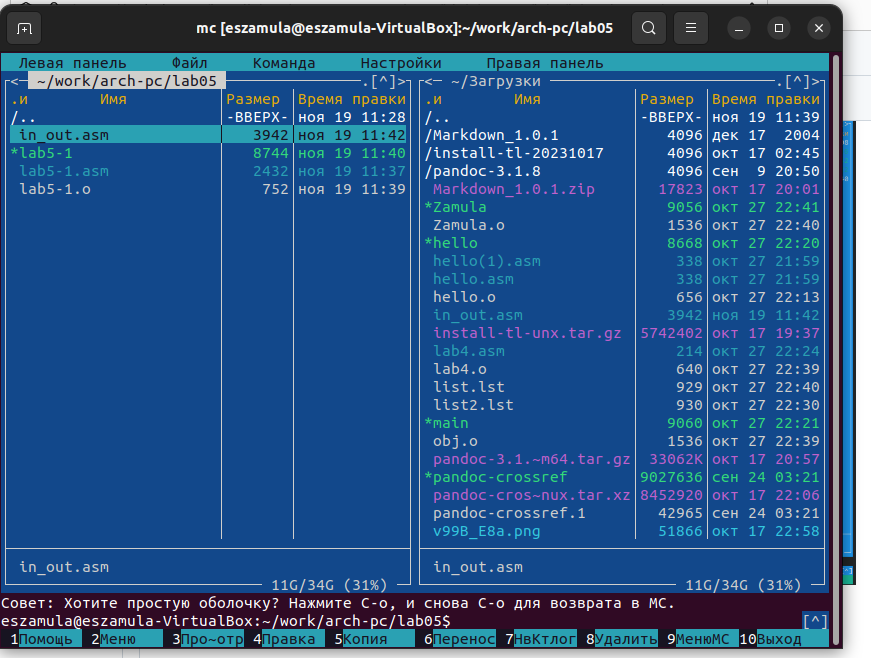 mc [eszamula@eszamula-VirtualBox]:~/work/arch-pc/lab05
Левая панель Файл Команда Настройки Правая панель
<─ ~/work/arch-pc/lab05 ─.[^]>
.и Имя Размер Время правки
/.. -ВВЕРХ- ноя 19 11:28
in_out.asm 3942 ноя 19 11:42
*lab5-1 8744 ноя 19 11:40
lab5-1.asm 2432 ноя 19 11:37
lab5-1.o 752 ноя 19 11:39
in_out.asm
11G/34G (31%)
<─ ~/Загрузки ─.[^]>
.и Имя Размер Время правки
/.. -ВВЕРХ- ноя 19 11:39
/Markdown_1.0.1 4096 дек 17 2004
/install-tl-20231017 4096 окт 17 02:45
/pandoc-3.1.8 4096 сен 9 20:50
Markdown_1.0.1.zip 17823 окт 17 20:01
*Zamula 9056 окт 27 22:41
Zamula.o 1536 окт 27 22:40
*hello 8668 окт 27 22:20
hello(1).asm 338 окт 27 21:59
hello.asm 338 окт 27 21:59
hello.o 656 окт 27 22:13
in_out.asm 3942 ноя 19 11:42
install-tl-unx.tar.gz 5742402 окт 17 19:37
lab4.asm 214 окт 27 22:24
lab4.o 640 окт 27 22:39
list.lst 929 окт 27 22:40
list2.lst 930 окт 27 22:30
*main 9060 окт 27 22:21
obj.o 1536 окт 27 22:39
pandoc-3.1.~m64.tar.gz 33062K окт 17 20:57
*pandoc-crossref 9027636 сен 24 03:21
pandoc-cros~nux.tar.xz 8452920 окт 17 22:06
pandoc-crossref.1 42965 сен 24 03:21
v99B_E8a.png 51866 окт 17 22:58
in_out.asm
11G/34G (31%)
Совет: Хотите простую оболочку? Нажмите C-o, и снова C-o для возврата в MC.
eszamula@eszamula-VirtualBox:~/work/arch-pc/lab05$ [^]
1Помощь 2Меню 3Про~отр 4Правка 5Копия 6Перенос 7НвКтлог 8Удалить 9МенюMC 10Выход